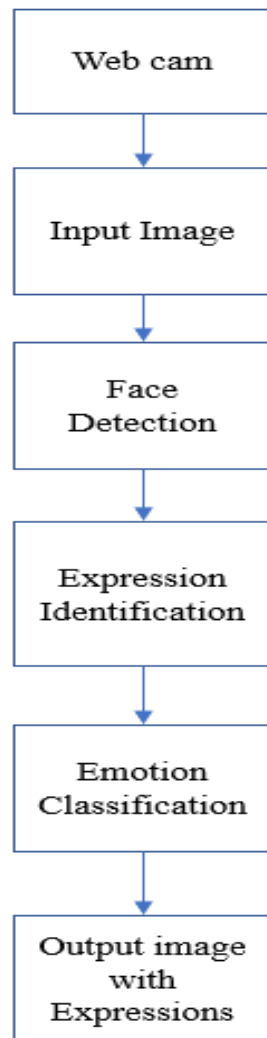 Web cam
Input Image
Face
Detection
Expression
Identification
Emotion
Classification
Output image
with
Expressions